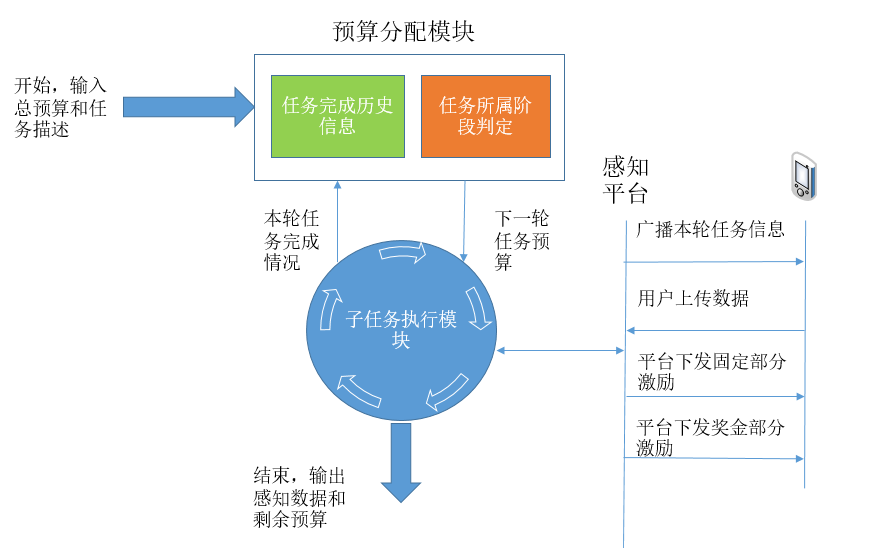 预算分配模块
开始，输入
总预算和任
务描述
任务完成历史
信息
任务所属阶
段判定
本轮任
务完成
情况
下一轮
任务预
算
子任务执行模
块
结束，输出
感知数据和
剩余预算
感知
平台
广播本轮任务信息
用户上传数据
平台下发固定部分
激励
平台下发奖金部分
激励